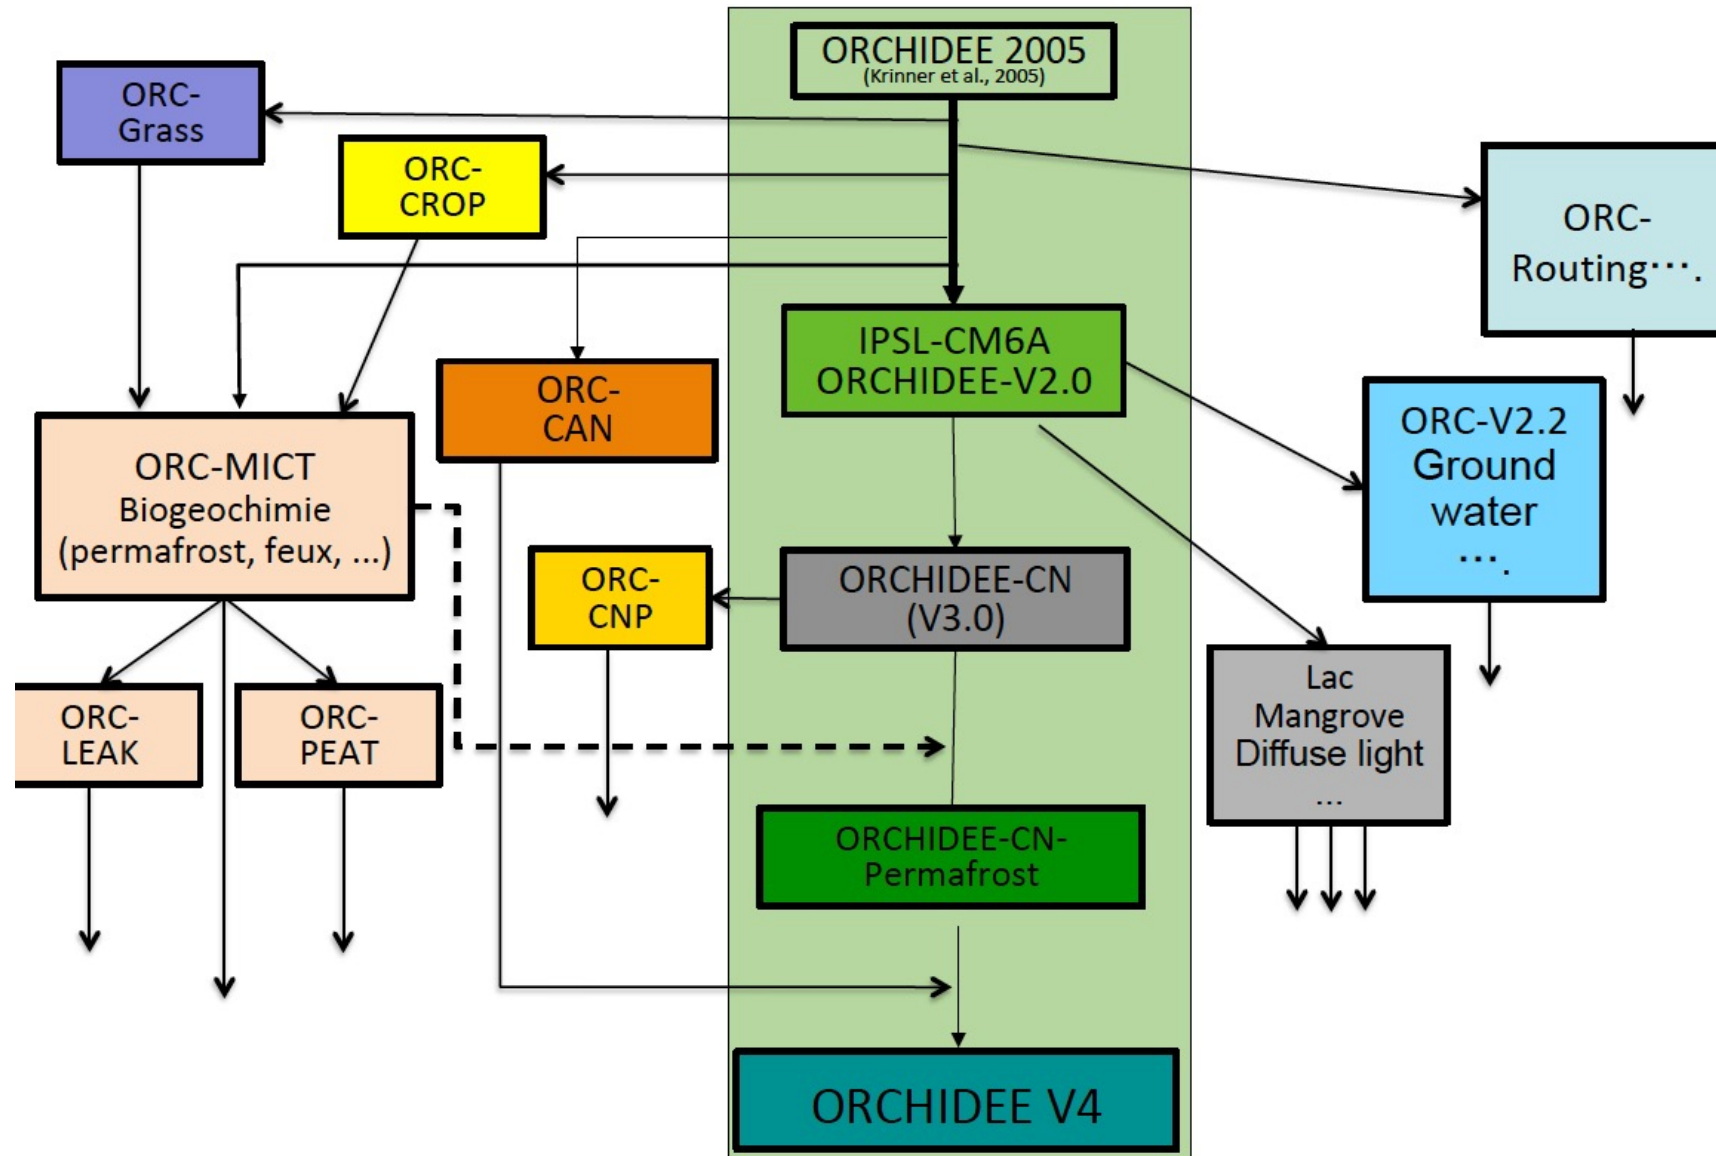 ORCHIDEE 2005
(Krinner et al., 2005)
ORC-
Grass
ORC-
CROP
ORC-
Routing….
IPSL-CM6A
ORCHIDEE-V2.0
ORC-
CAN
ORC-V2.2
Ground
water
….
ORC-MICT
Biogeochimie
(permafrost, feux, ...)
ORC-
CNP
ORCHIDEE-CN
(V3.0)
Lac
Mangrove
Diffuse light
...
ORC-
LEAK
ORC-
PEAT
ORCHIDEE-CN-
Permafrost
ORCHIDEE V4